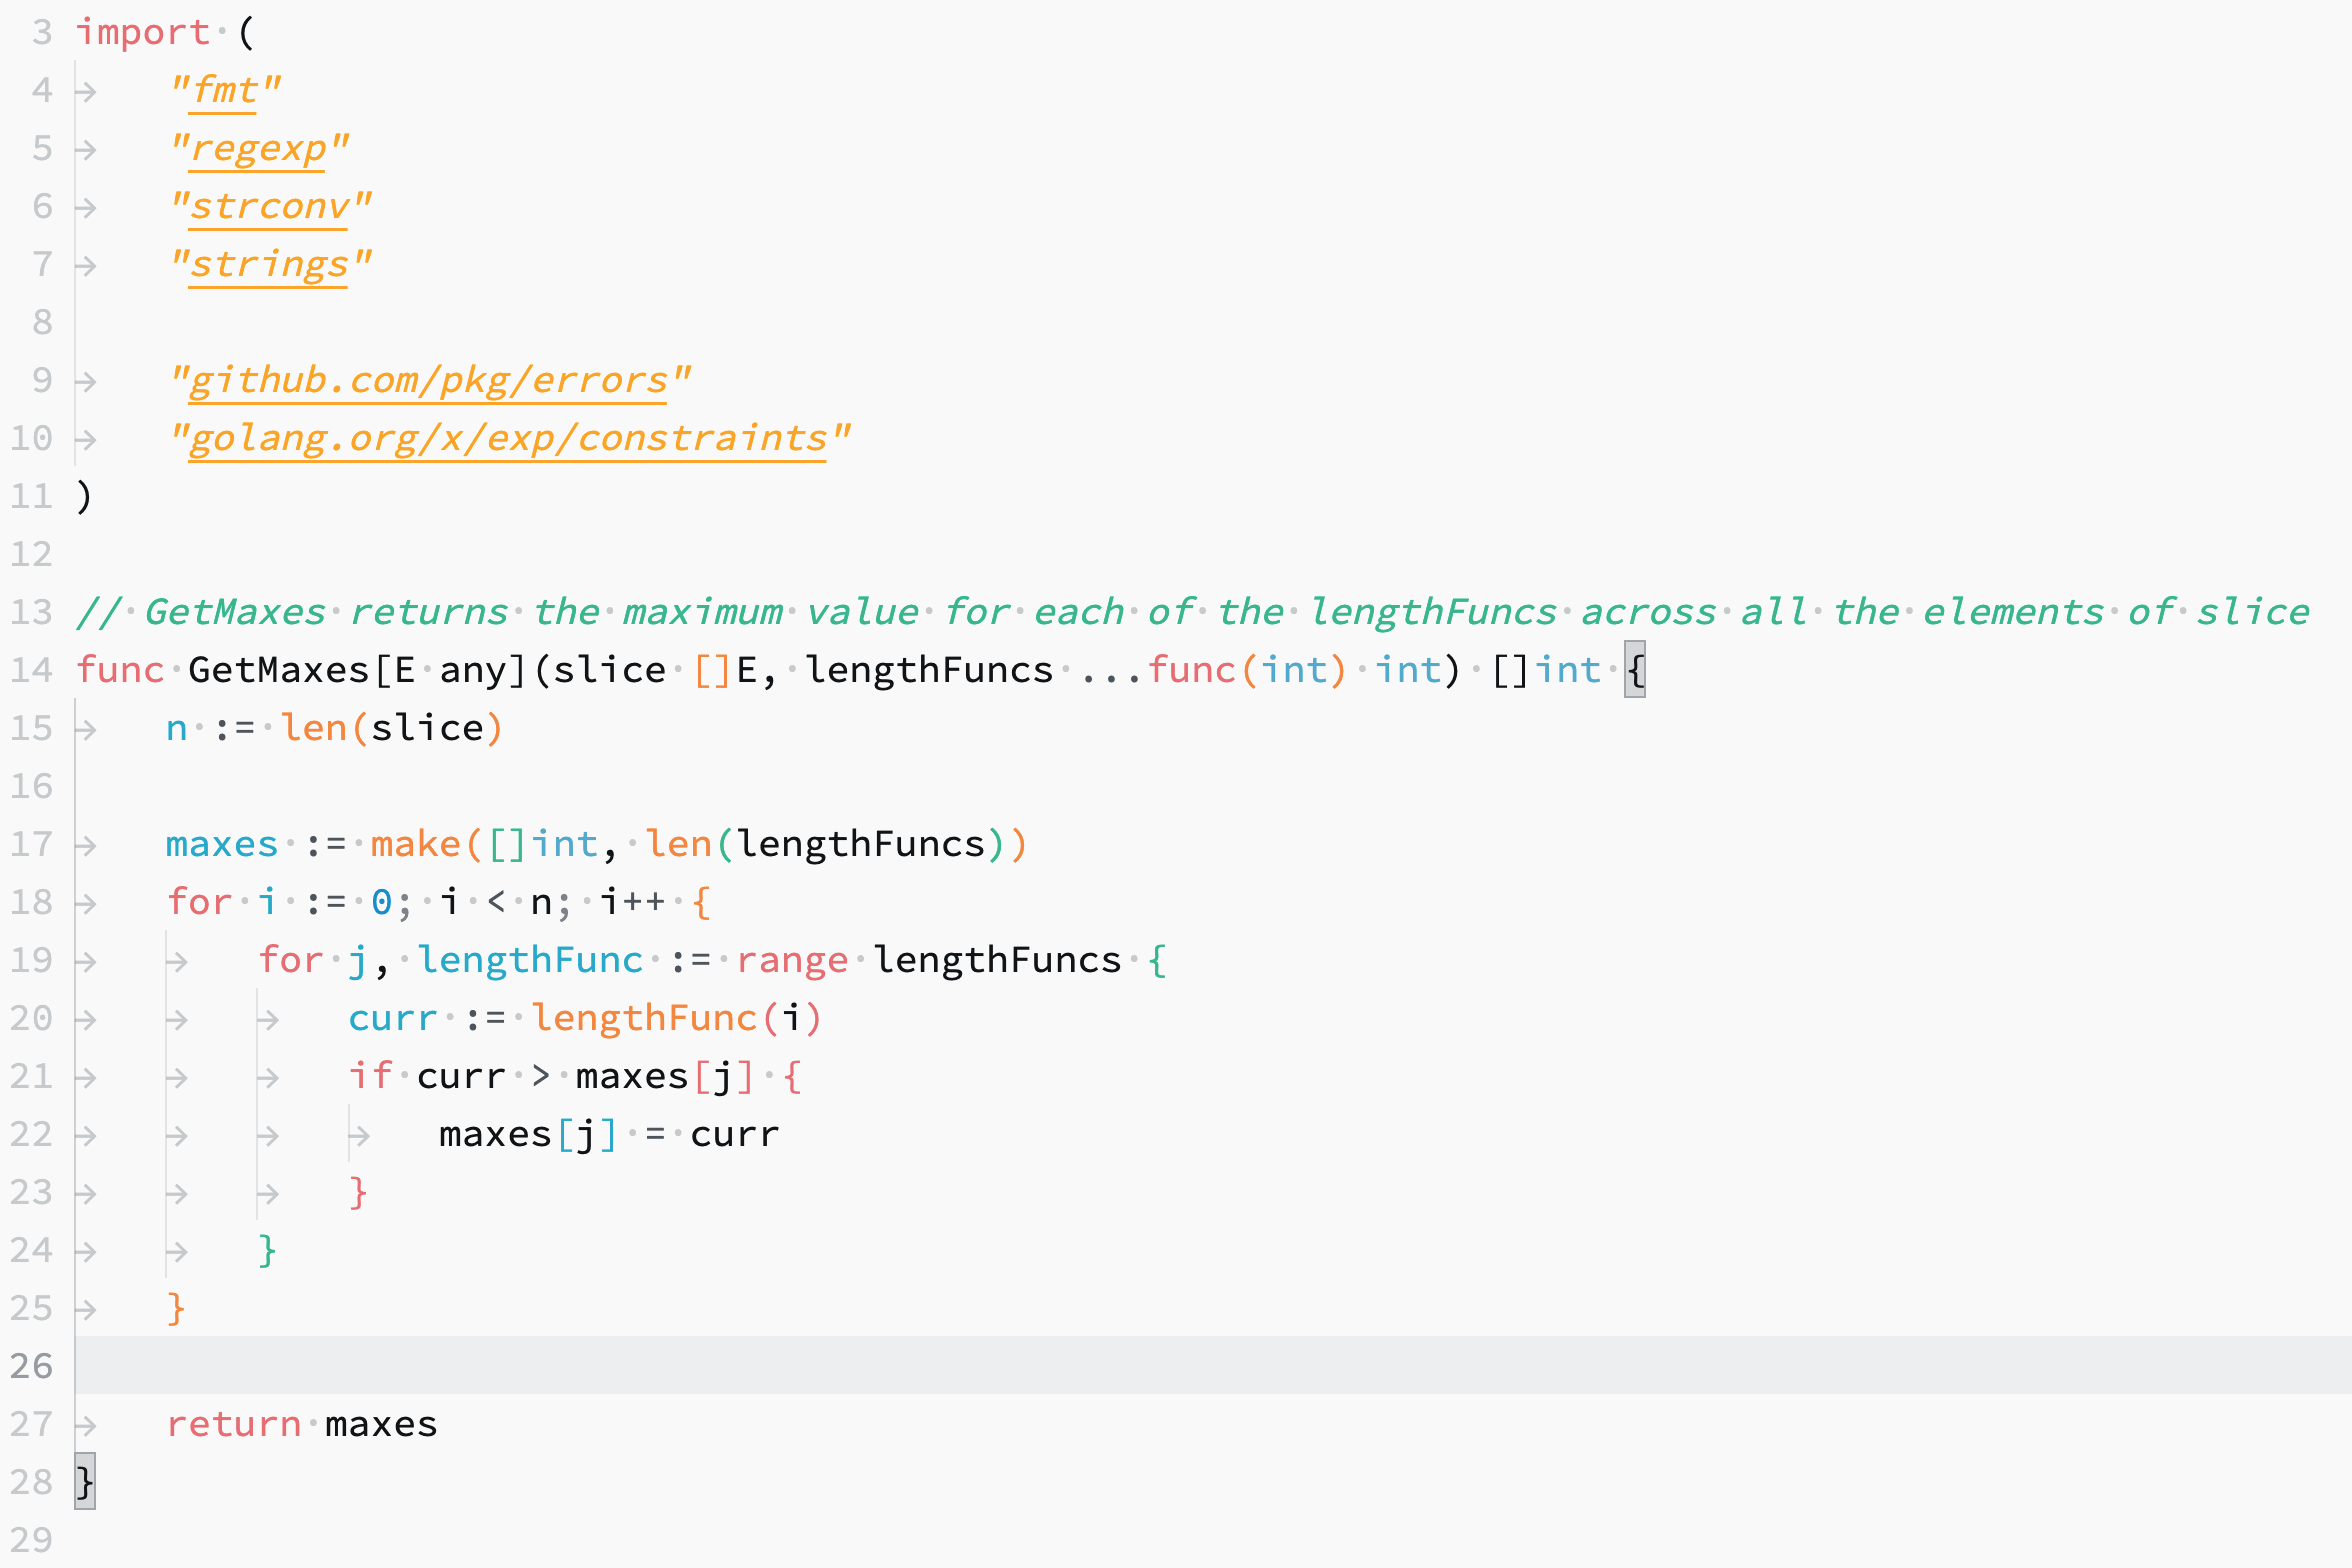 3 import (
4 "fmt"
5 "regexp"
6 "strconv"
7 "strings"
8
9 "github.com/pkg/errors"
10 "golang.org/x/exp/constraints"
11 )
12
13 // GetMaxes returns the maximum value for each of the lengthFuncs across all the elements of slice
14 func GetMaxes[E any](slice []E, lengthFuncs ...func(int) int) []int {
15 n := len(slice)
16
17 maxes := make([]int, len(lengthFuncs))
18 for i := 0; i < n; i++ {
19 for j, lengthFunc := range lengthFuncs {
20 curr := lengthFunc(i)
21 if curr > maxes[j] {
22 maxes[j] = curr
23 }
24 }
25 }
26
27 return maxes
28 }
29